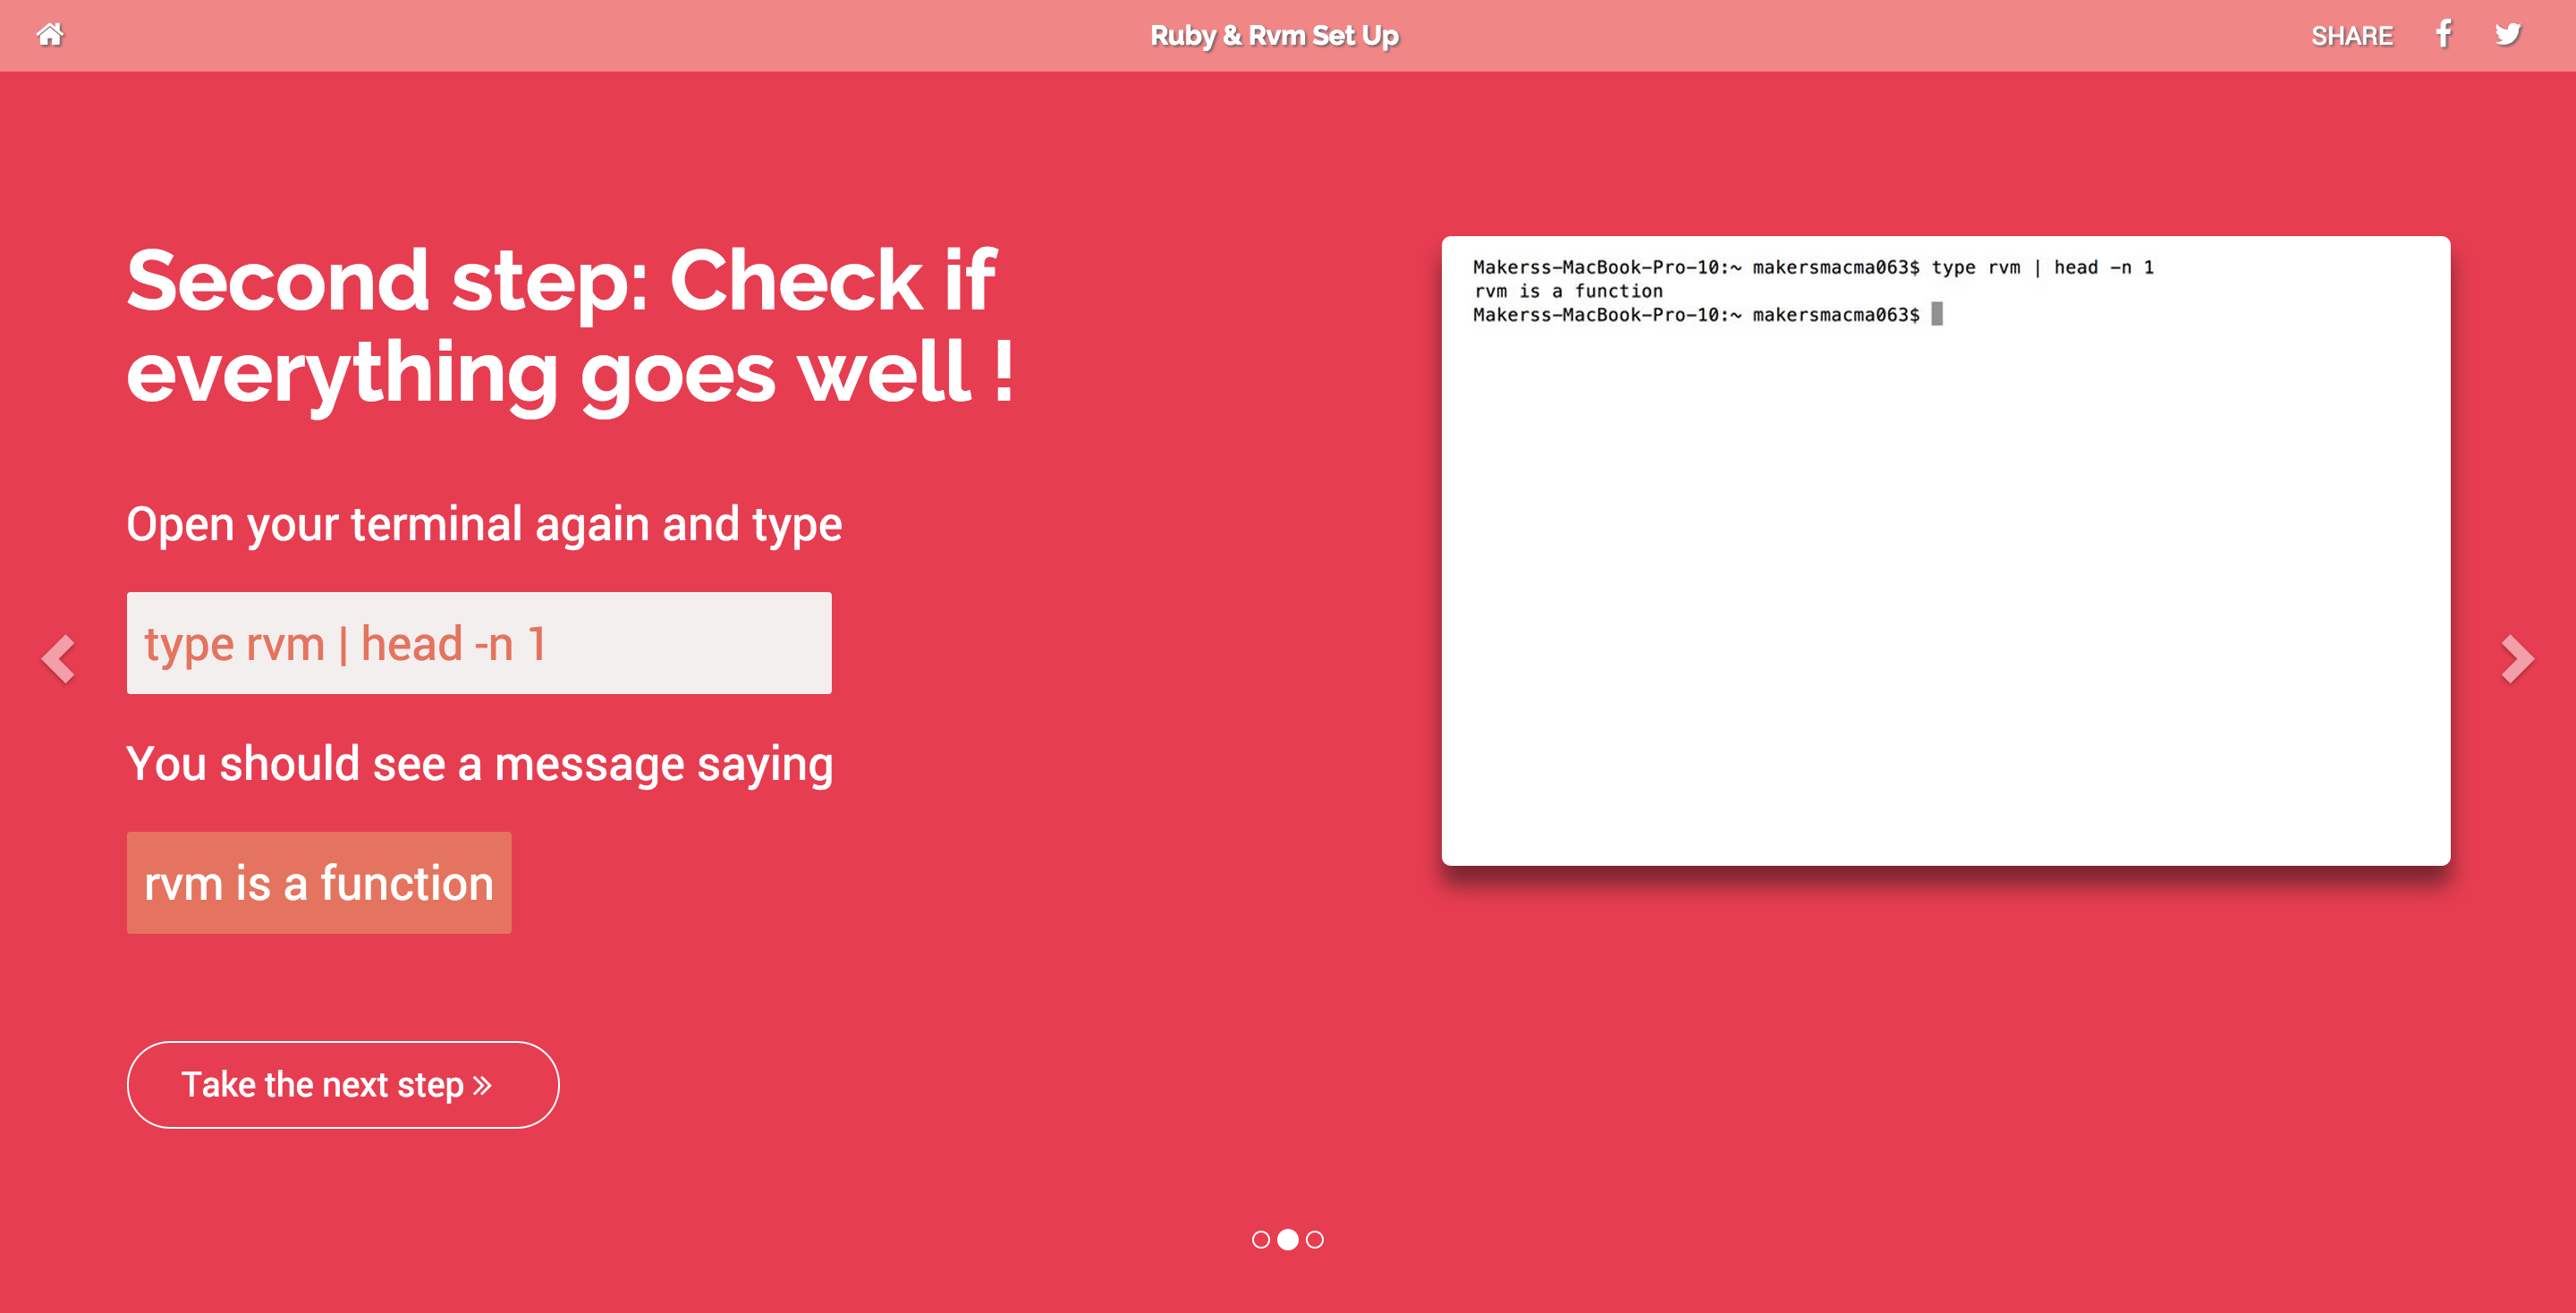 Ruby & Rvm Set Up
SHARE
Second step: Check if
everything goes well !
Open your terminal again and type
type rvm | head -n 1
You should see a message saying
rvm is a function
Take the next step »
Makerss-MacBook-Pro-10:~ makersmacma063$ type rvm | head -n 1
rvm is a function
Makerss-MacBook-Pro-10:~ makersmacma063$